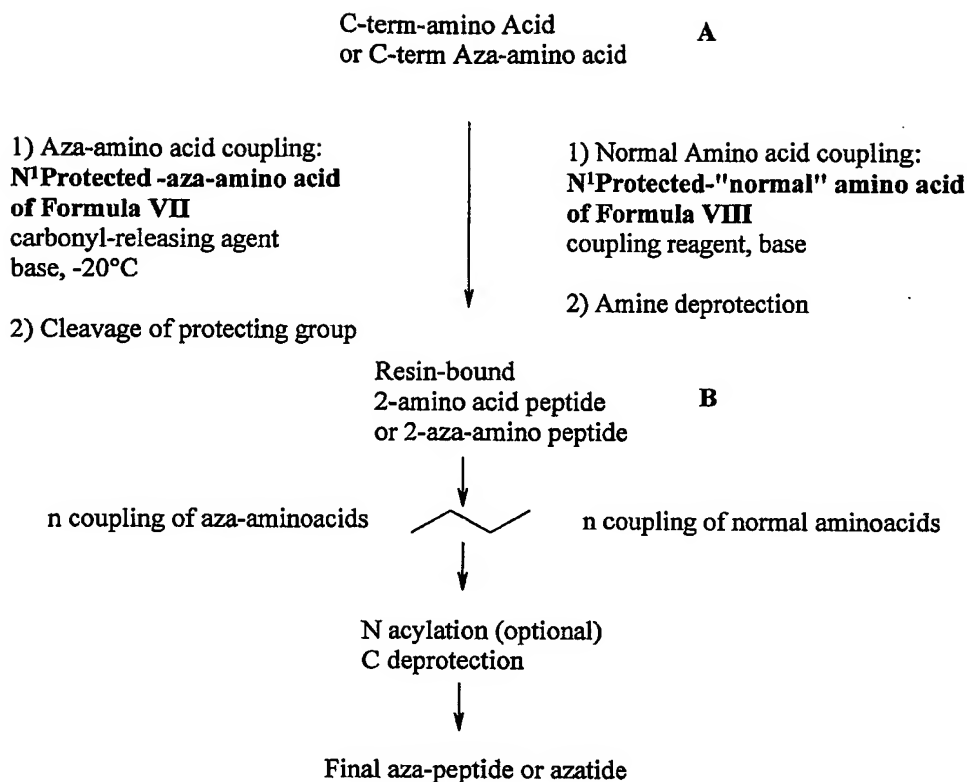 C-term-amino Acid
or C-term Aza-amino acid
A
1) Aza-amino acid coupling:
N¹Protected -aza-amino acid
of Formula VII
carbonyl-releasing agent
base, -20°C
2) Cleavage of protecting group
1) Normal Amino acid coupling:
N¹Protected-"normal" amino acid
of Formula VIII
coupling reagent, base
2) Amine deprotection
Resin-bound
2-amino acid peptide
or 2-aza-amino peptide
B
n coupling of aza-aminoacids
n coupling of normal aminoacids
N acylation (optional)
C deprotection
Final aza-peptide or azatide